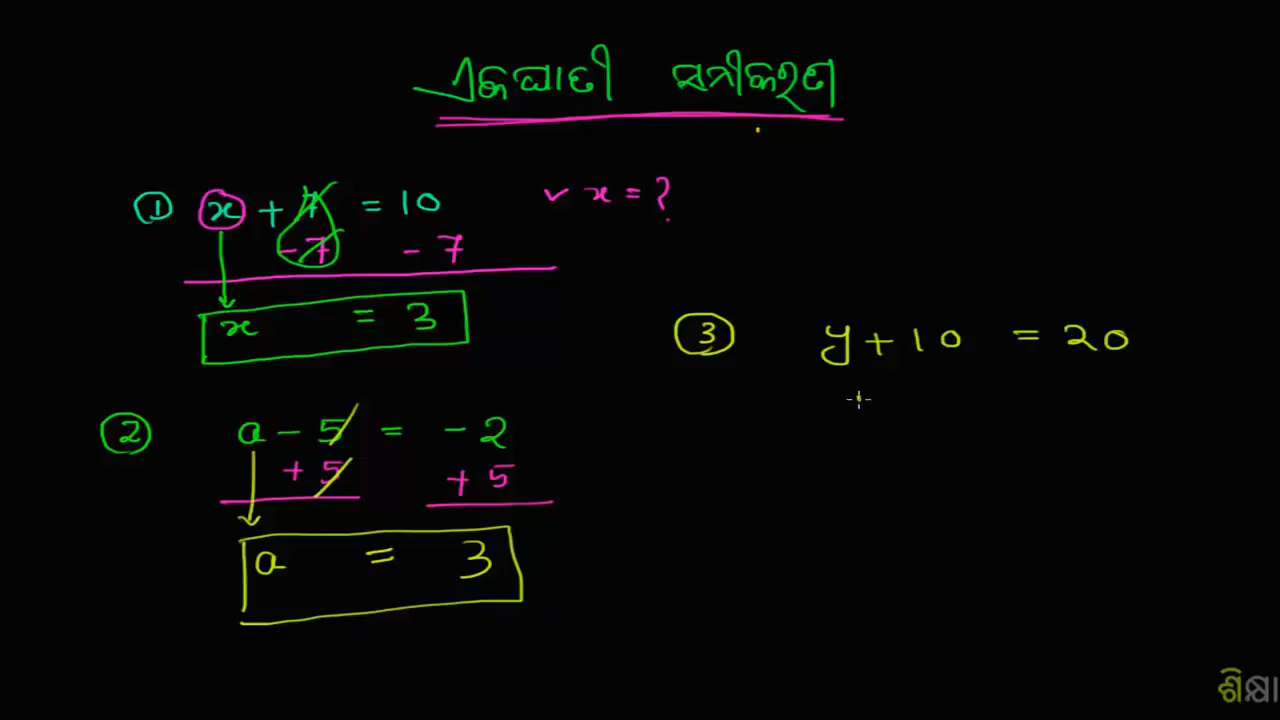 ଏକଘାତୀ ସମୀକରଣ
① x + 7 = 10 ✓ x = ?
- 7 - 7
x = 3
② a - 5 = - 2
+ 5 + 5
a = 3
③ y + 10 = 20
ଶିକ୍ଷା